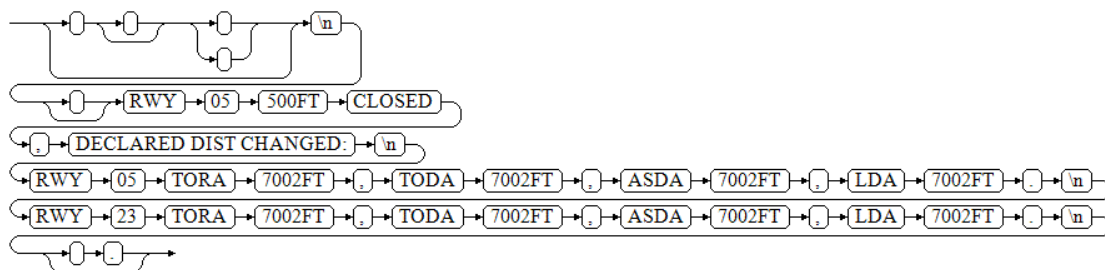 \n
RWY 05 500FT CLOSED
, DECLARED DIST CHANGED: \n
RWY 05 TORA 7002FT , TODA 7002FT , ASDA 7002FT , LDA 7002FT . \n
RWY 23 TORA 7002FT , TODA 7002FT , ASDA 7002FT , LDA 7002FT . \n
.